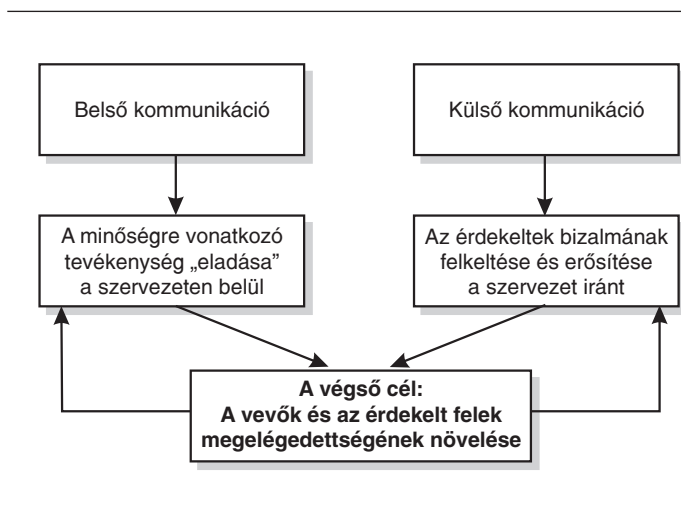 Belső kommunikáció
Külső kommunikáció
A minőségre vonatkozó
tevékenység „eladása”
a szervezeten belül
Az érdekeltek bizalmának
felkeltése és erősítése
a szervezet iránt
A végső cél:
A vevők és az érdekelt felek
megelégedettségének növelése